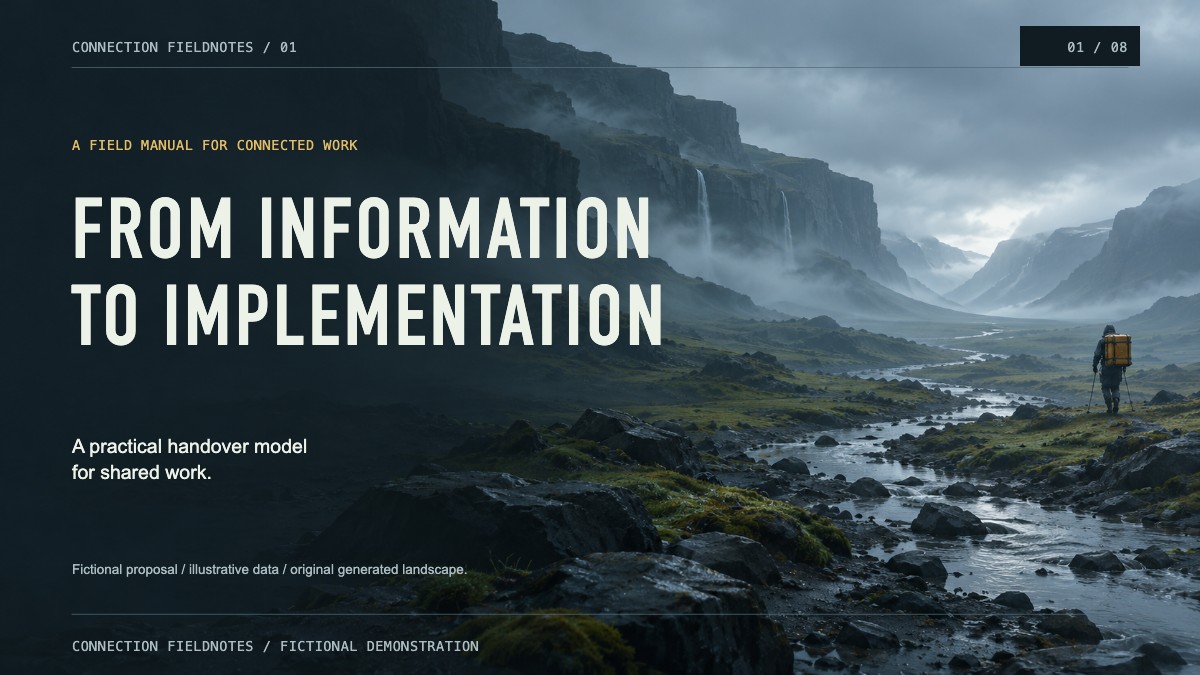 CONNECTION FIELDNOTES / 01
01 / 08
A FIELD MANUAL FOR CONNECTED WORK
FROM INFORMATION
TO IMPLEMENTATION
A practical handover model
for shared work.
Fictional proposal / illustrative data / original generated landscape.
CONNECTION FIELDNOTES / FICTIONAL DEMONSTRATION